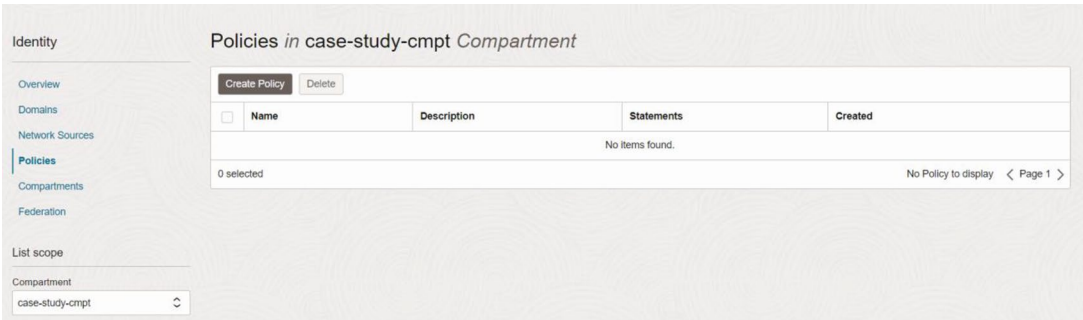 Identity
Overview
Domains
Network Sources
Policies
Compartments
Federation
List scope
Compartment
case-study-cmpt
Policies in case-study-cmpt Compartment
Create Policy Delete
Name Description Statements Created
No items found.
0 selected No Policy to display Page 1